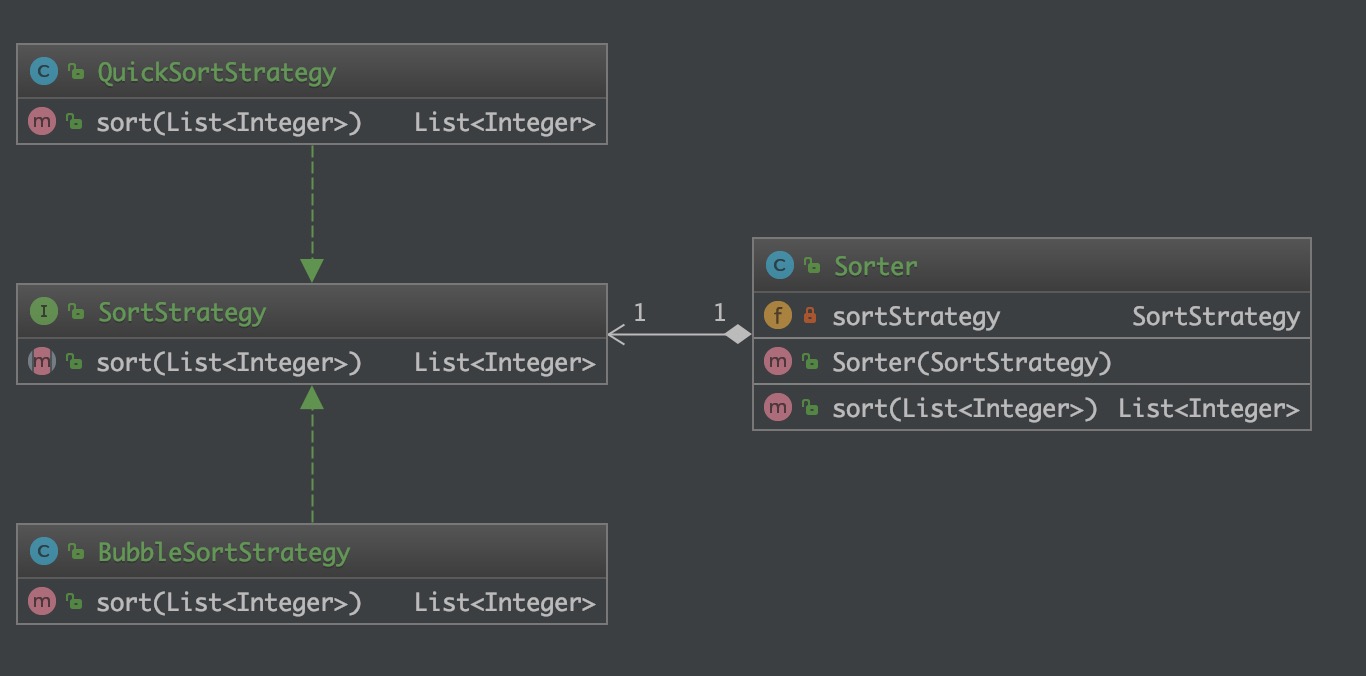 C QuickSortStrategy
m sort(List<Integer>) List<Integer>
I SortStrategy
m sort(List<Integer>) List<Integer>
1 1
C Sorter
f sortStrategy SortStrategy
m Sorter(SortStrategy)
m sort(List<Integer>) List<Integer>
C BubbleSortStrategy
m sort(List<Integer>) List<Integer>